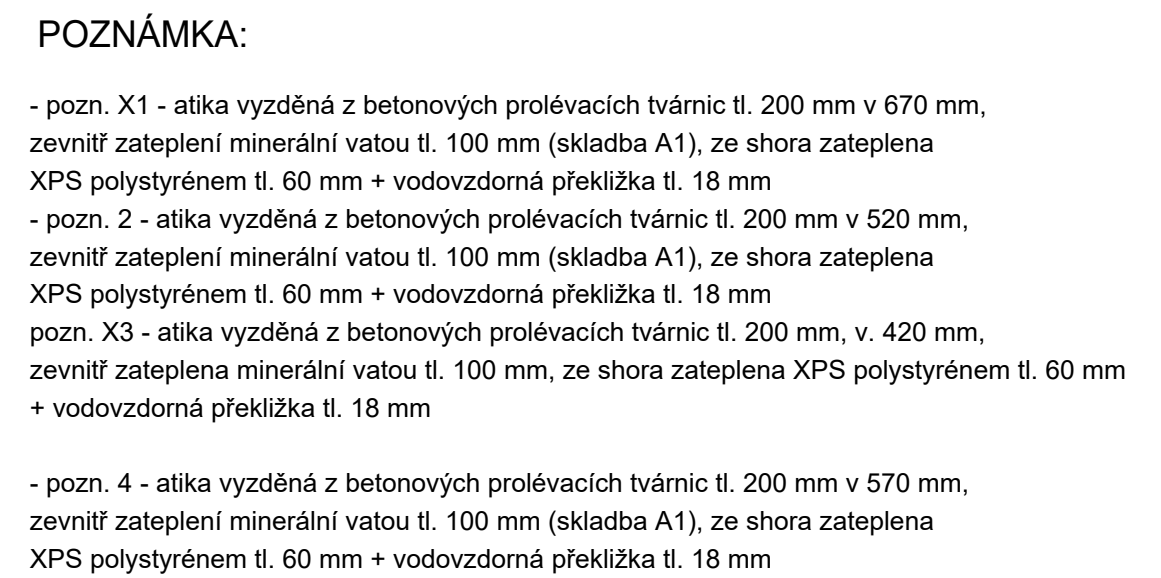 POZNÁMKA:
- pozn. X1 - atika vyzděná z betonových prolévacích tvárnic tl. 200 mm v 670 mm,
zevnitř zateplení minerální vatou tl. 100 mm (skladba A1), ze shora zateplena
XPS polystyrénem tl. 60 mm + vodovzdorná překližka tl. 18 mm
- pozn. 2 - atika vyzděná z betonových prolévacích tvárnic tl. 200 mm v 520 mm,
zevnitř zateplení minerální vatou tl. 100 mm (skladba A1), ze shora zateplena
XPS polystyrénem tl. 60 mm + vodovzdorná překližka tl. 18 mm
pozn. X3 - atika vyzděná z betonových prolévacích tvárnic tl. 200 mm, v. 420 mm,
zevnitř zateplena minerální vatou tl. 100 mm, ze shora zateplena XPS polystyrénem tl. 60 mm
+ vodovzdorná překližka tl. 18 mm
- pozn. 4 - atika vyzděná z betonových prolévacích tvárnic tl. 200 mm v 570 mm,
zevnitř zateplení minerální vatou tl. 100 mm (skladba A1), ze shora zateplena
XPS polystyrénem tl. 60 mm + vodovzdorná překližka tl. 18 mm